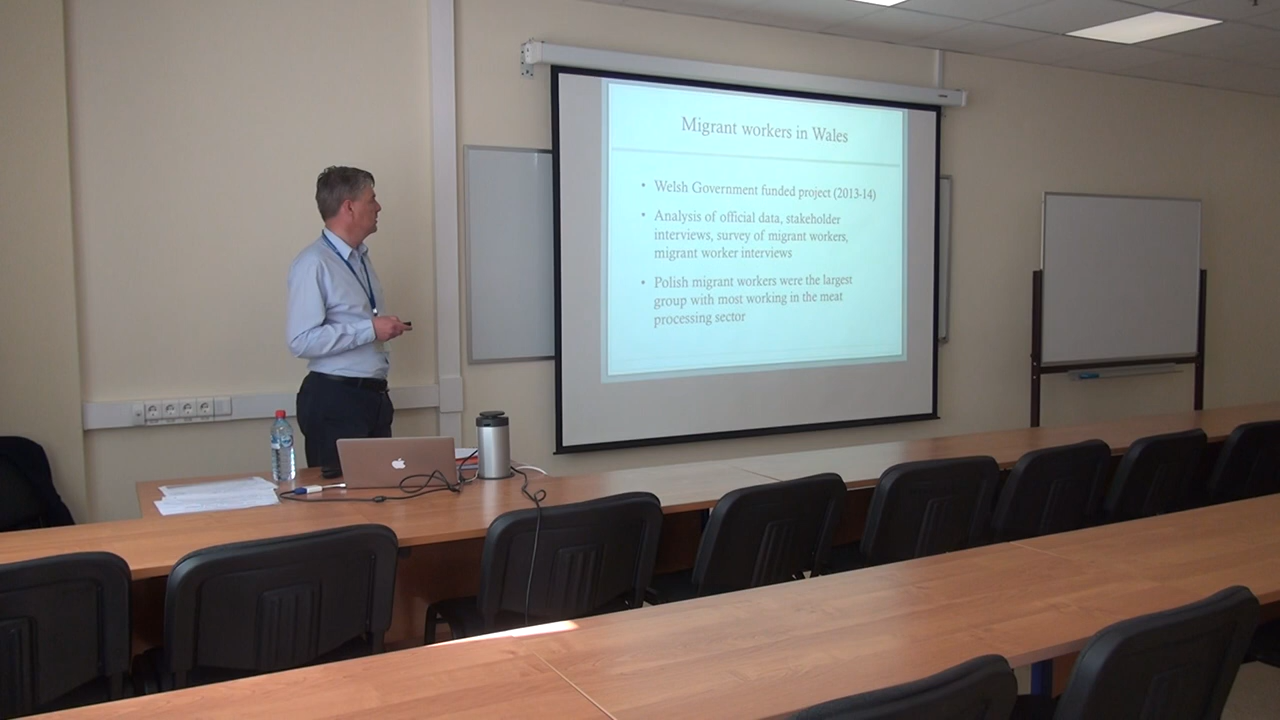 Migrant workers in Wales
• Welsh Government funded project (2013-14)
• Analysis of official data, stakeholder
interviews, survey of migrant workers,
migrant worker interviews
• Polish migrant workers were the largest
group with most working in the meat
processing sector